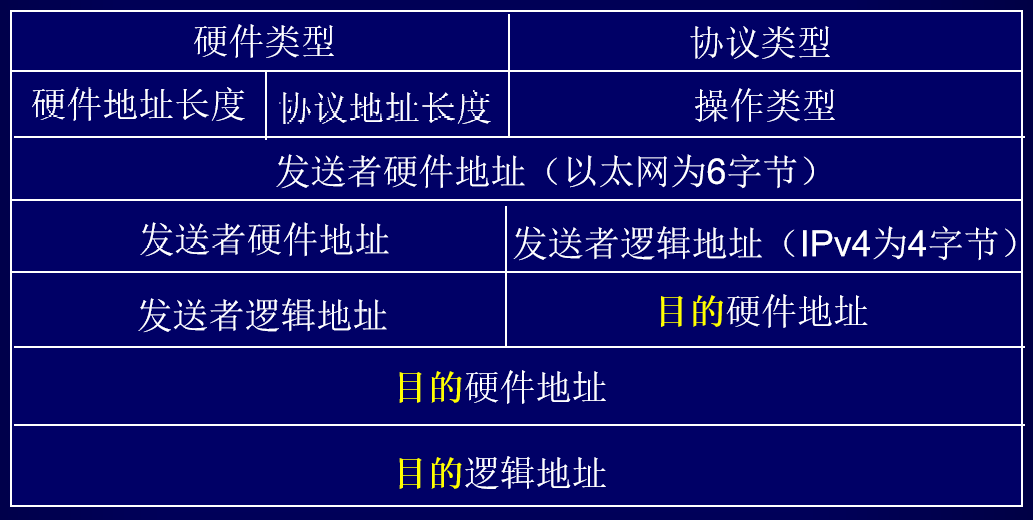 硬件类型 协议类型
硬件地址长度 协议地址长度 操作类型
发送者硬件地址（以太网为6字节）
发送者硬件地址 发送者逻辑地址（IPv4为4字节）
发送者逻辑地址 目的硬件地址
目的硬件地址
目的逻辑地址